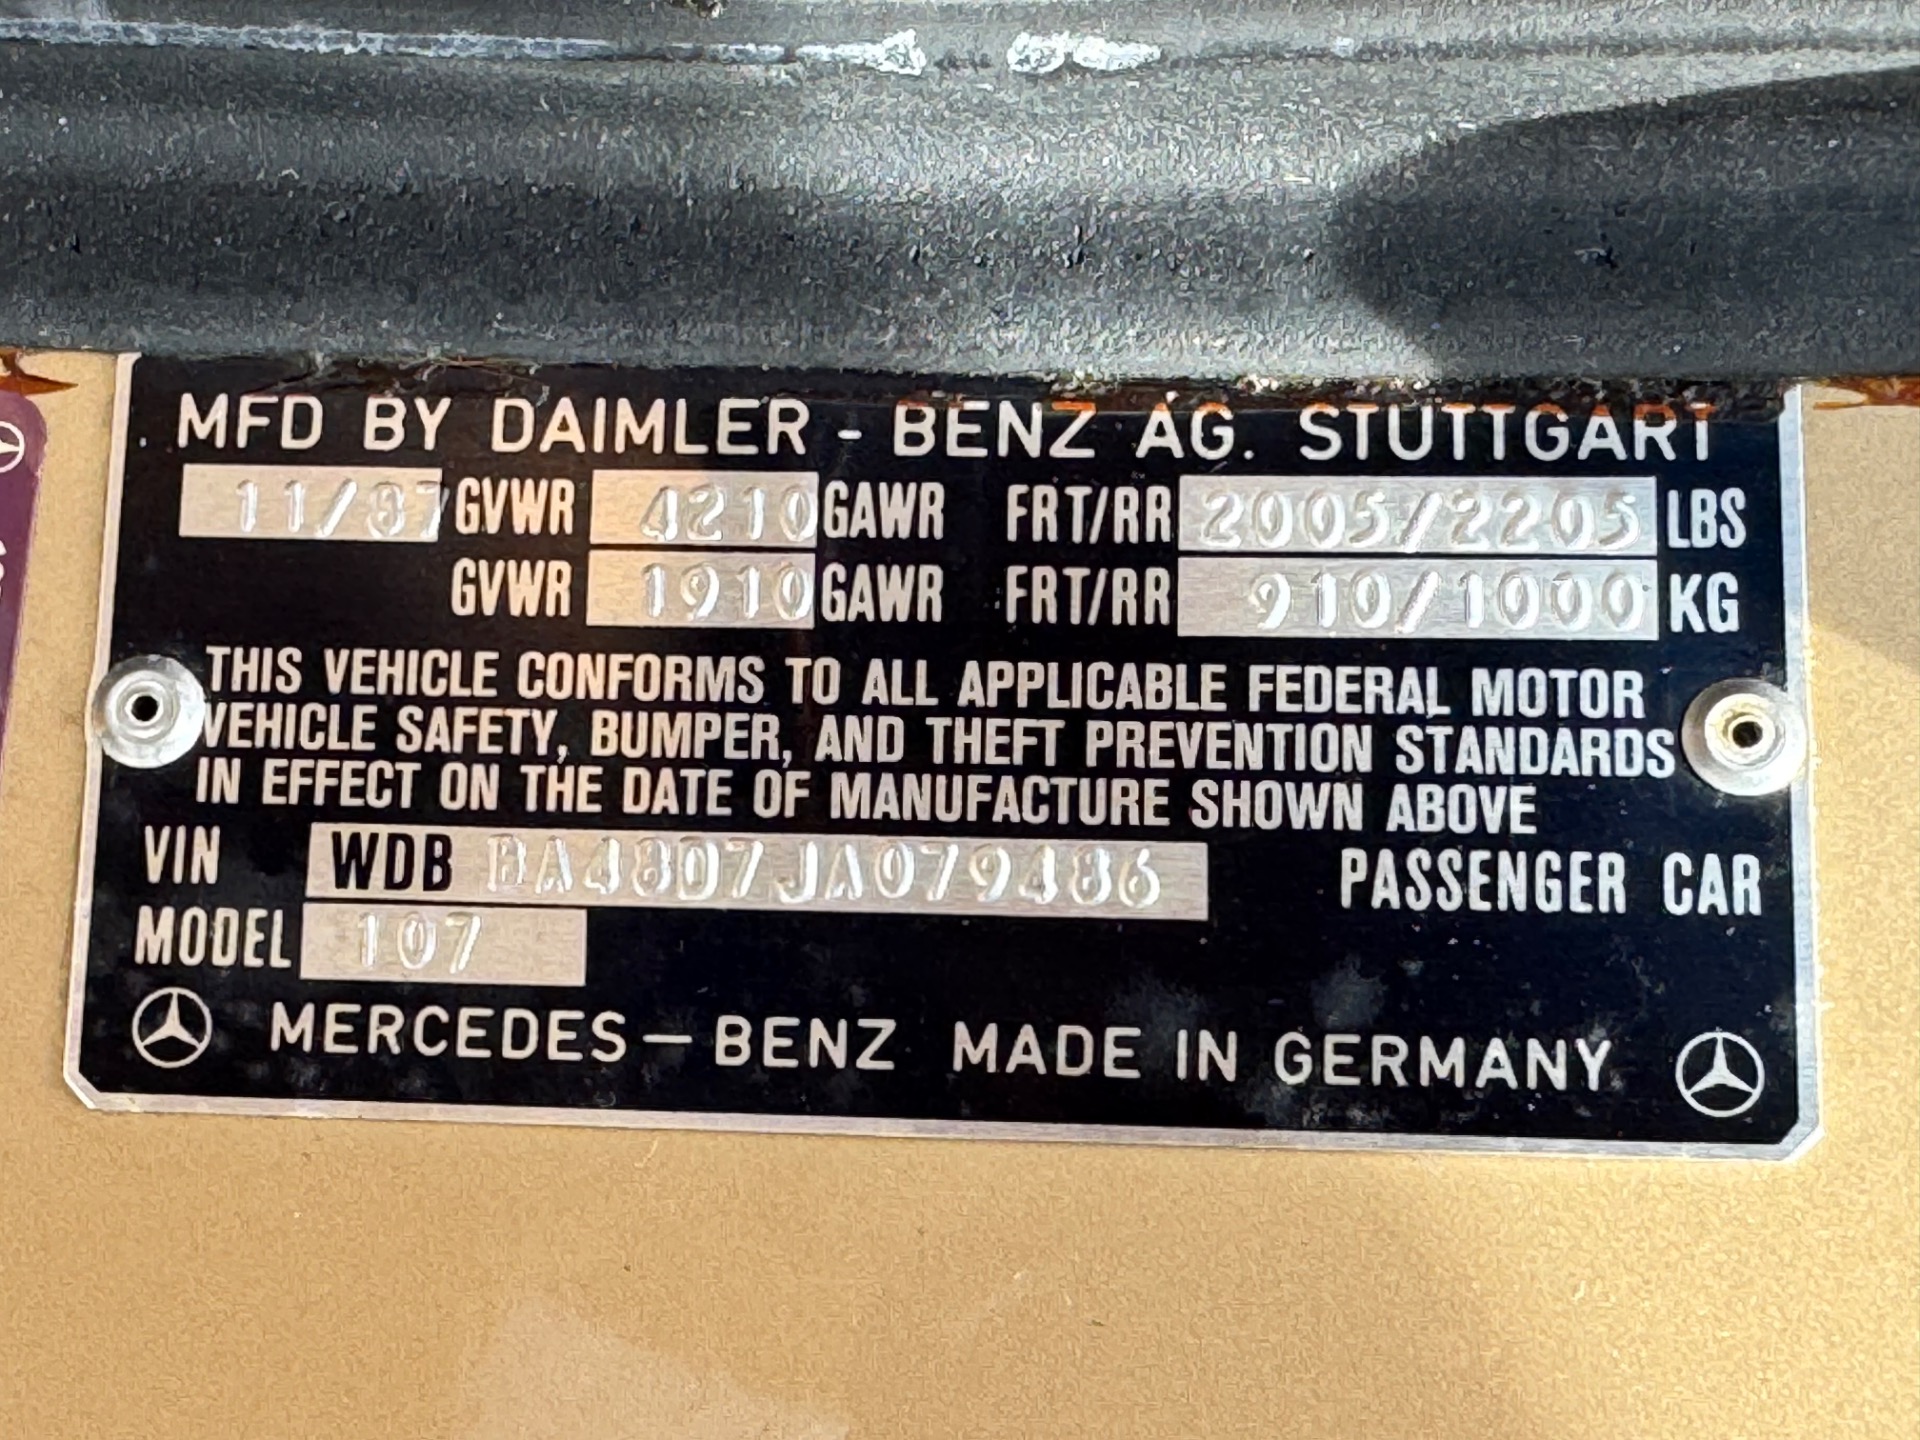 MFD BY DAIMLER - BENZ AG. STUTTGART
11/87 GVWR 4210 GAWR FRT/RR 2005/2205 LBS
GVWR 1910 GAWR FRT/RR 910/1000 KG
THIS VEHICLE CONFORMS TO ALL APPLICABLE FEDERAL MOTOR
VEHICLE SAFETY, BUMPER, AND THEFT PREVENTION STANDARDS
IN EFFECT ON THE DATE OF MANUFACTURE SHOWN ABOVE
VIN WDB BA48D7JA079486 PASSENGER CAR
MODEL 107
MERCEDES — BENZ MADE IN GERMANY